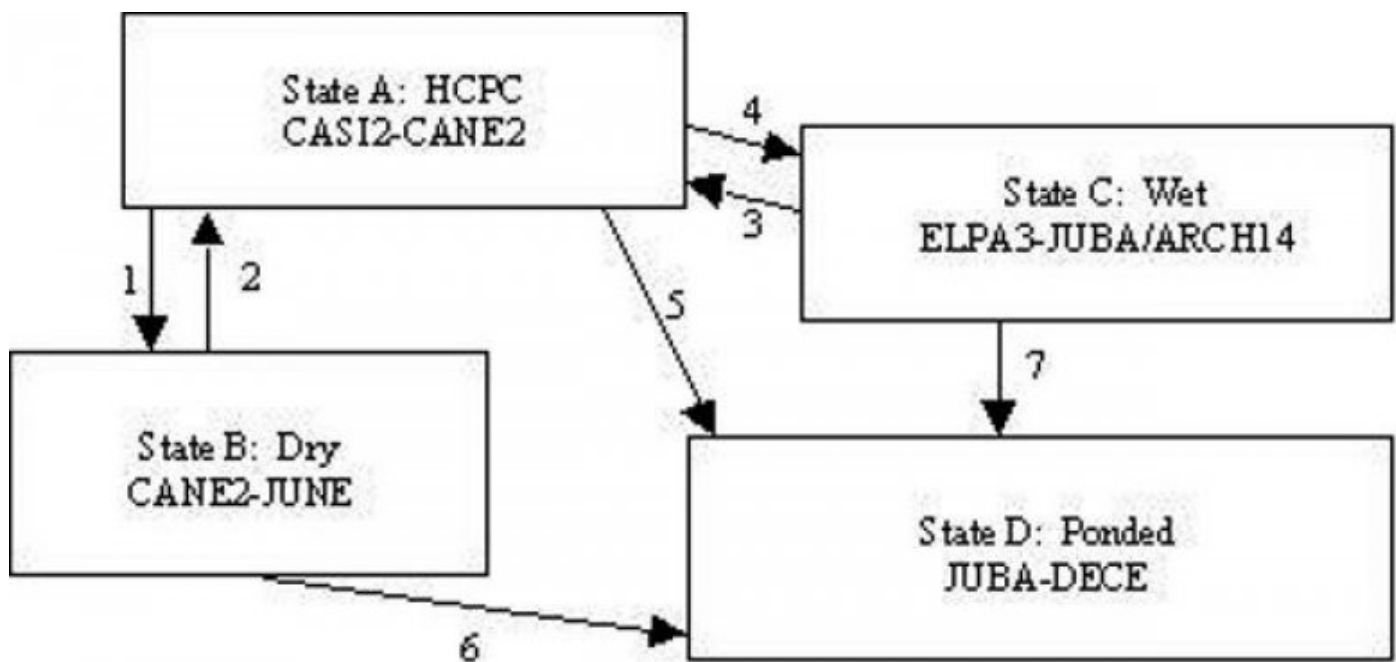 State A: HCPC
CASI2-CANE2
4
State C: Wet
ELPA3-JUBA/ARCH14
3
1
2
5
7
State B: Dry
CANE2-JUNE
State D: Ponded
JUBA-DECE
6